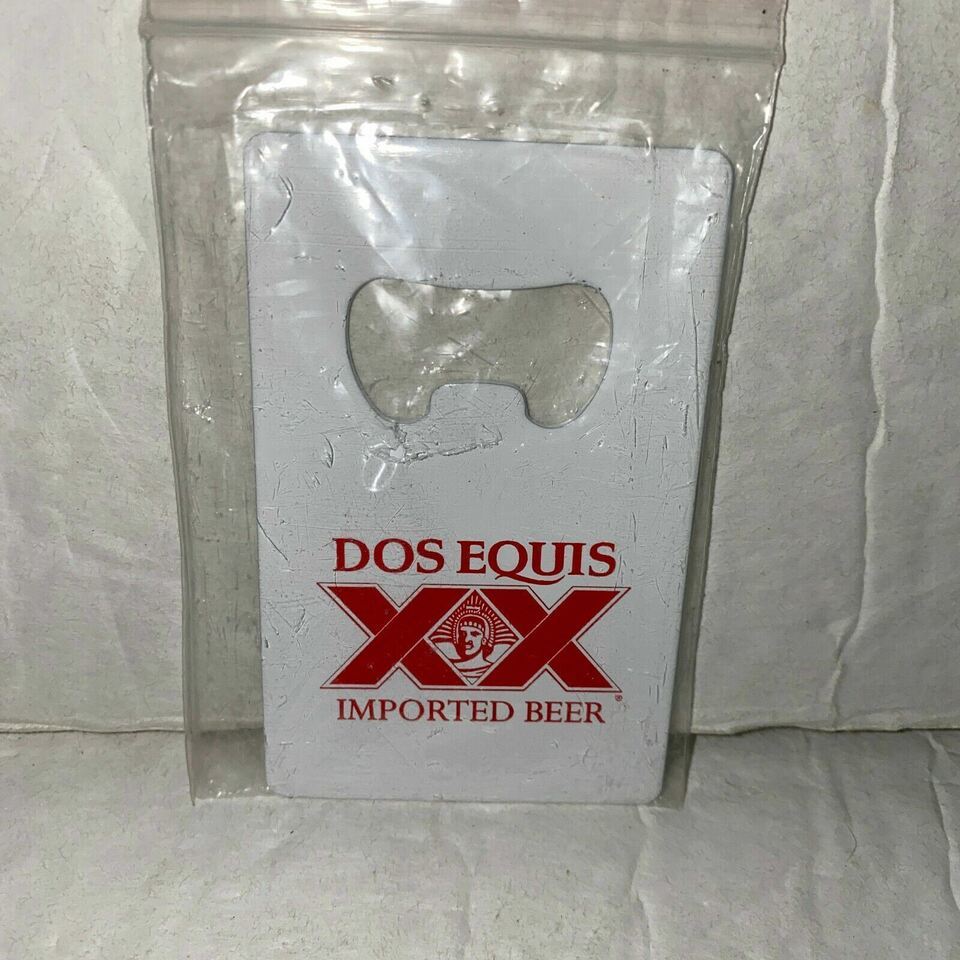 DOS EQUIS
XX
IMPORTED BEER
®